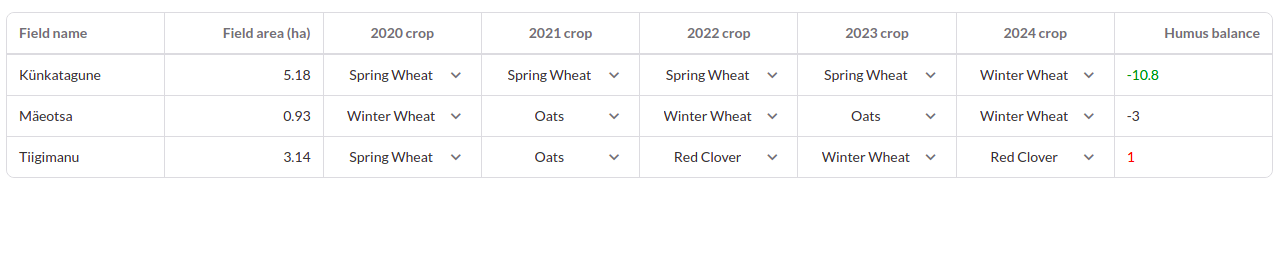 Field name Field area (ha) 2020 crop 2021 crop 2022 crop 2023 crop 2024 crop Humus balance
Künkatagune 5.18 Spring Wheat Spring Wheat Spring Wheat Spring Wheat Winter Wheat -10.8
Mäeotsa 0.93 Winter Wheat Oats Winter Wheat Oats Winter Wheat -3
Tiigimanu 3.14 Spring Wheat Oats Red Clover Winter Wheat Red Clover 1